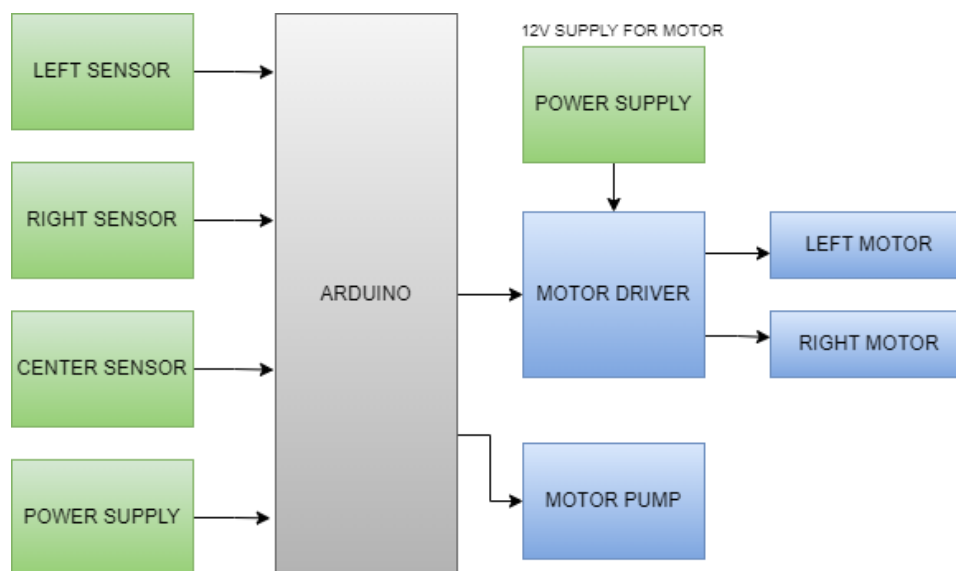 LEFT SENSOR
RIGHT SENSOR
CENTER SENSOR
POWER SUPPLY
ARDUINO
12V SUPPLY FOR MOTOR
POWER SUPPLY
MOTOR DRIVER
LEFT MOTOR
RIGHT MOTOR
MOTOR PUMP